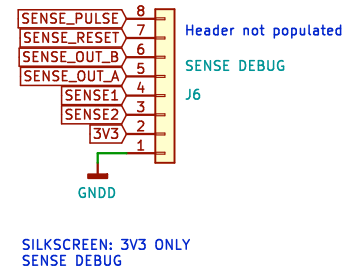 SENSE_PULSE 8
SENSE_RESET 7
Header not populated
SENSE_OUT_B 6
SENSE_OUT_A 5
SENSE DEBUG
SENSE1 4
J6
SENSE2 3
3V3 2
1
GNDD
SILKSCREEN: 3V3 ONLY
SENSE DEBUG